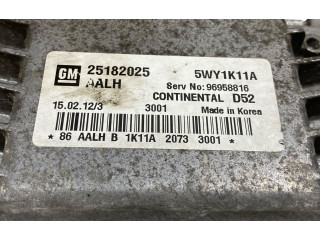 GM 25182025 5WY1K11A
AALH Serv No:96958816
CONTINENTAL D52
15.02.12/3 3001 Made in Korea
* 86 AALH B 1K11A 2073 3001 *